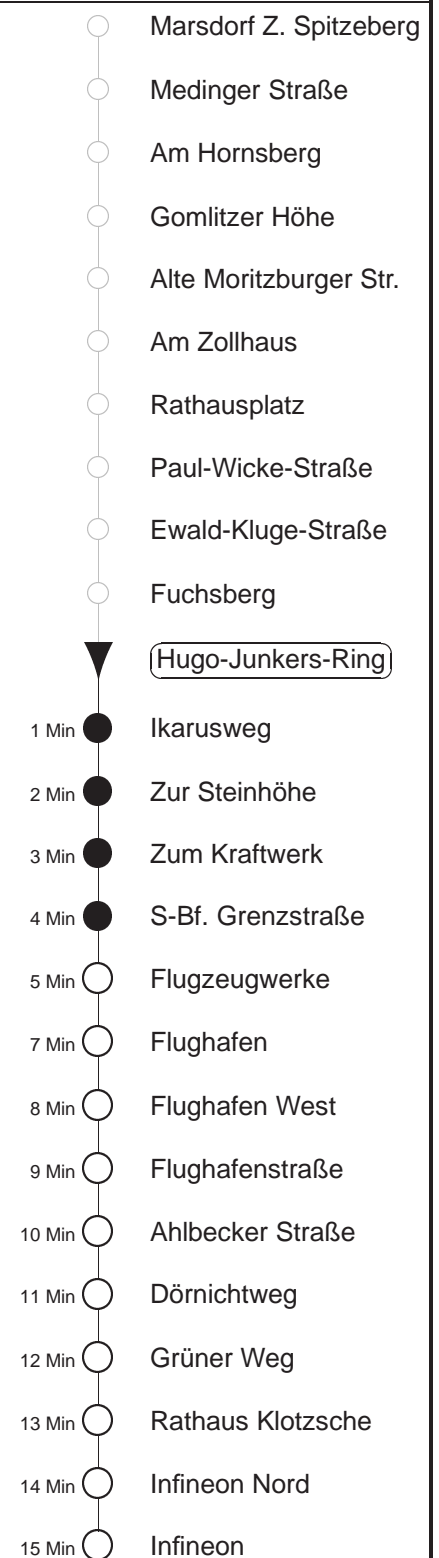 Marsdorf Z. Spitzeberg
Medinger Straße
Am Hornsberg
Gomlitzer Höhe
Alte Moritzburger Str.
Am Zollhaus
Rathausplatz
Paul-Wicke-Straße
Ewald-Kluge-Straße
Fuchsberg
Hugo-Junkers-Ring
1 Min Ikarusweg
2 Min Zur Steinhöhe
3 Min Zum Kraftwerk
4 Min S-Bf. Grenzstraße
5 Min Flugzeugwerke
7 Min Flughafen
8 Min Flughafen West
9 Min Flughafenstraße
10 Min Ahlbecker Straße
11 Min Dörnichtweg
12 Min Grüner Weg
13 Min Rathaus Klotzsche
14 Min Infineon Nord
15 Min Infineon